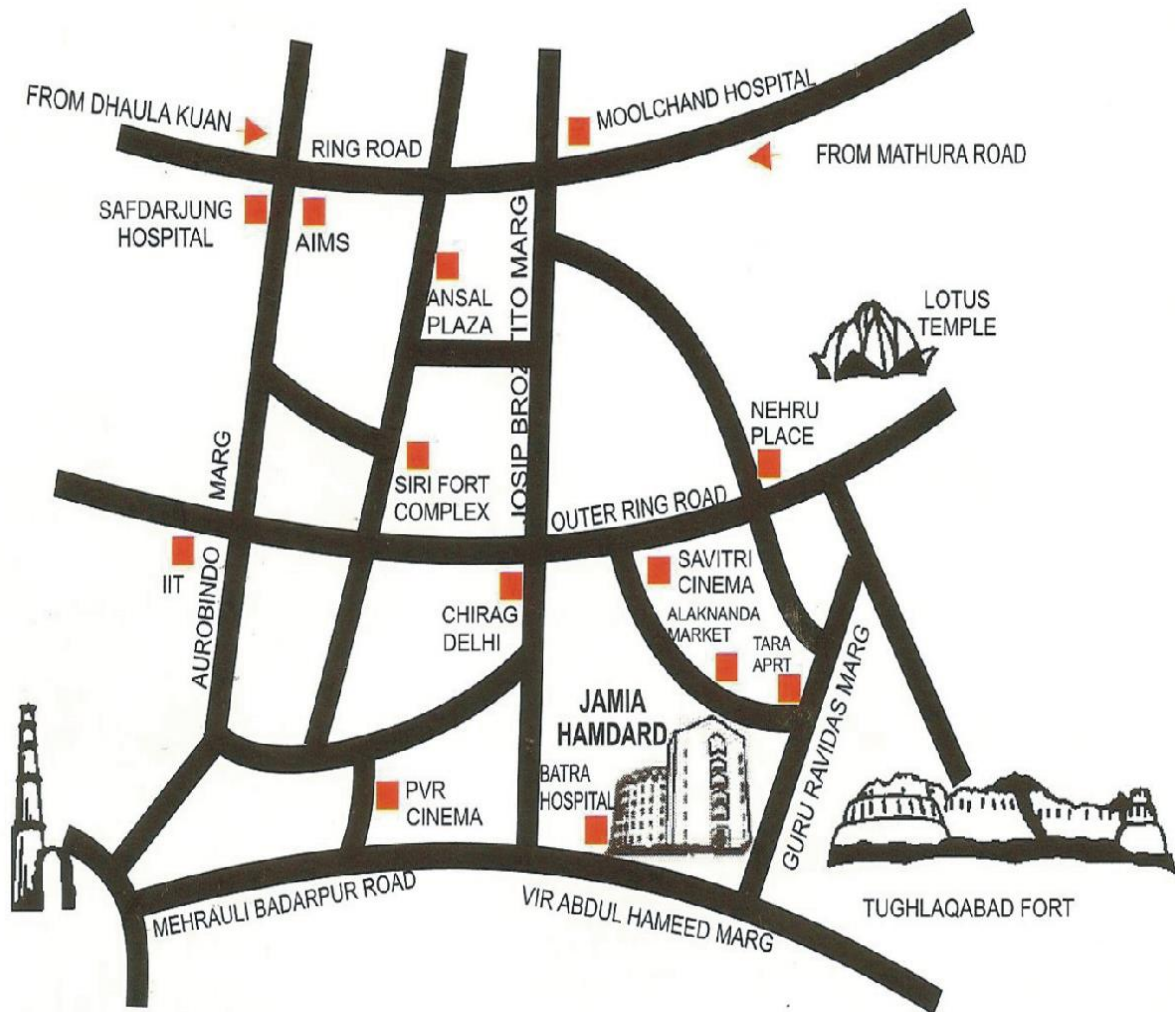 FROM DHAULA KUAN
MOOLCHAND HOSPITAL
RING ROAD
FROM MATHURA ROAD
SAFDARJUNG
HOSPITAL
AIMS
ANSAL
PLAZA
JOSIP BROZ TITO MARG
LOTUS
TEMPLE
NEHRU
PLACE
SIRI FORT
COMPLEX
OUTER RING ROAD
AUROBINDO MARG
IIT
CHIRAG
DELHI
SAVITRI
CINEMA
ALAKNANDA
MARKET
TARA
APRT
GURU RAVIDAS MARG
JAMIA
HAMDARD
BATRA
HOSPITAL
PVR
CINEMA
MEHRAULI BADARPUR ROAD
VIR ABDUL HAMEED MARG
TUGHLAQABAD FORT